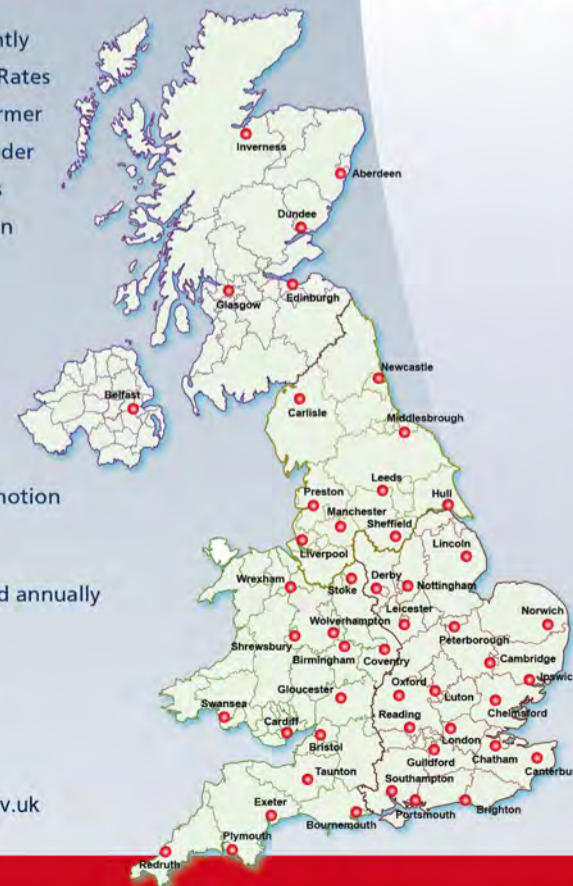 ntly
Rates
rmer
der
s
n
notion
d annually
v.uk
Inverness
Aberdeen
Dundee
Glasgow
Edinburgh
Newcastle
Belfast
Carlisle
Middlesbrough
Leeds
Preston
Hull
Manchester
Sheffield
Liverpool
Lincoln
Wrexham
Stoke
Derby
Nottingham
Leicester
Norwich
Wolverhampton
Peterborough
Shrewsbury
Birmingham
Coventry
Cambridge
Ipswic
Gloucester
Oxford
Luton
Chelmsford
Swansea
Reading
Cardiff
London
Bristol
Guildford
Chatham
Canterbur
Taunton
Southampton
Exeter
Bournemouth
Portsmouth
Brighton
Plymouth
Redruth